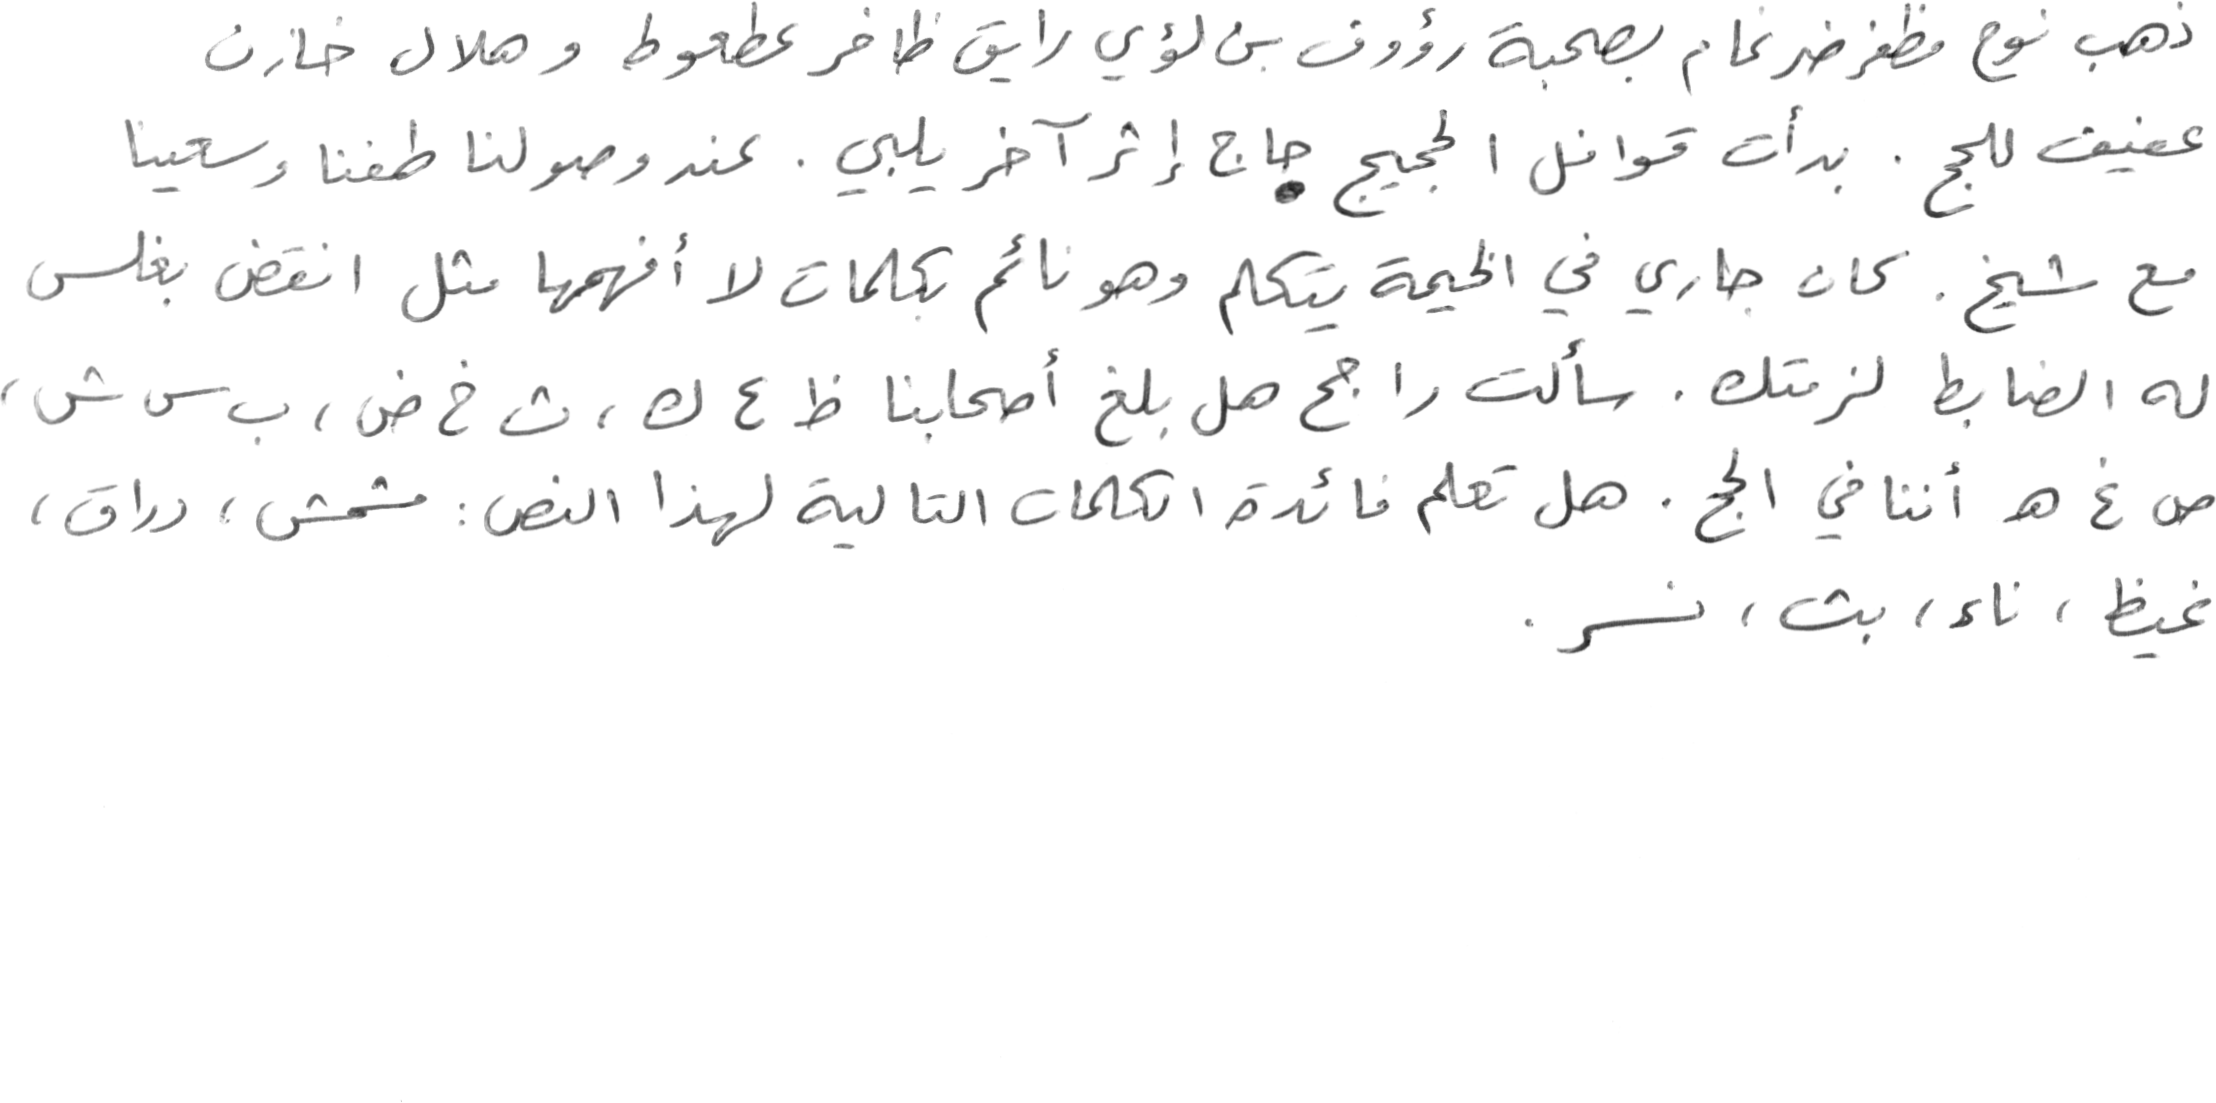 ذهب نوح مظفر ضرغام بصحبة رؤوف بن لؤي رايق ظافر عطعوط و هلال خازن
عفيف للحج . بدأت قوافل الحجيج حاج إثر آخر يلبي . عند وصولنا طفنا وسعينا
مع شيخ . كان جاري في الخيمة يتكلم وهو نائم بكلمات لا أفهمها مثل انقض بغلس
له الضابط لزمتك . سألت راجح هل بلغ أصحابنا ظ ع ك ، ث خ ض ، ب س ش ،
ص غ ه أننا في الحج . هل تعلم فائدة الكلمات التالية لهذا النص : مشمش ، دراق ،
غيظ ، ناء ، بث ، نسر .